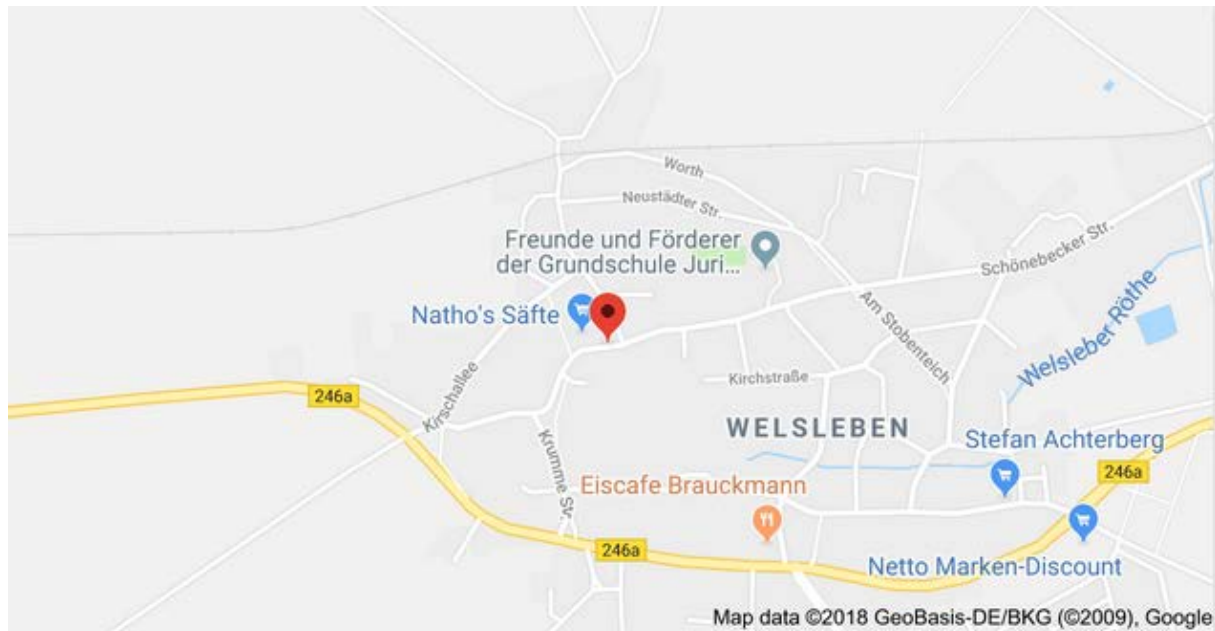 Worth
Neustädter Str.
Freunde und Förderer
der Grundschule Juri...
Schönebecker Str.
Natho's Säfte
Am Stobenteich
Welsleber Röthe
Kirschallee
Kirchstraße
246a
WELSLEBEN
Krumme Str.
Stefan Achterberg
246a
Eiscafe Brauckmann
246a
Netto Marken-Discount
Map data ©2018 GeoBasis-DE/BKG (©2009), Google